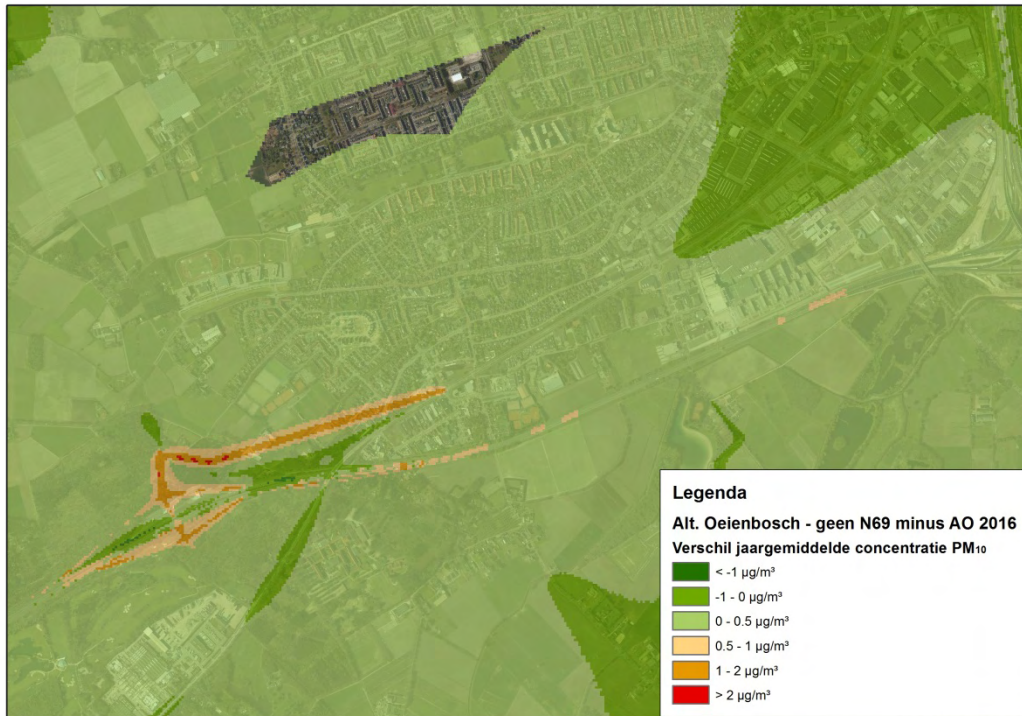 Legenda
Alt. Oeienbosch - geen N69 minus AO 2016
Verschil jaargemiddelde concentratie PM₁₀
< -1 µg/m³
-1 - 0 µg/m³
0 - 0.5 µg/m³
0.5 - 1 µg/m³
1 - 2 µg/m³
> 2 µg/m³